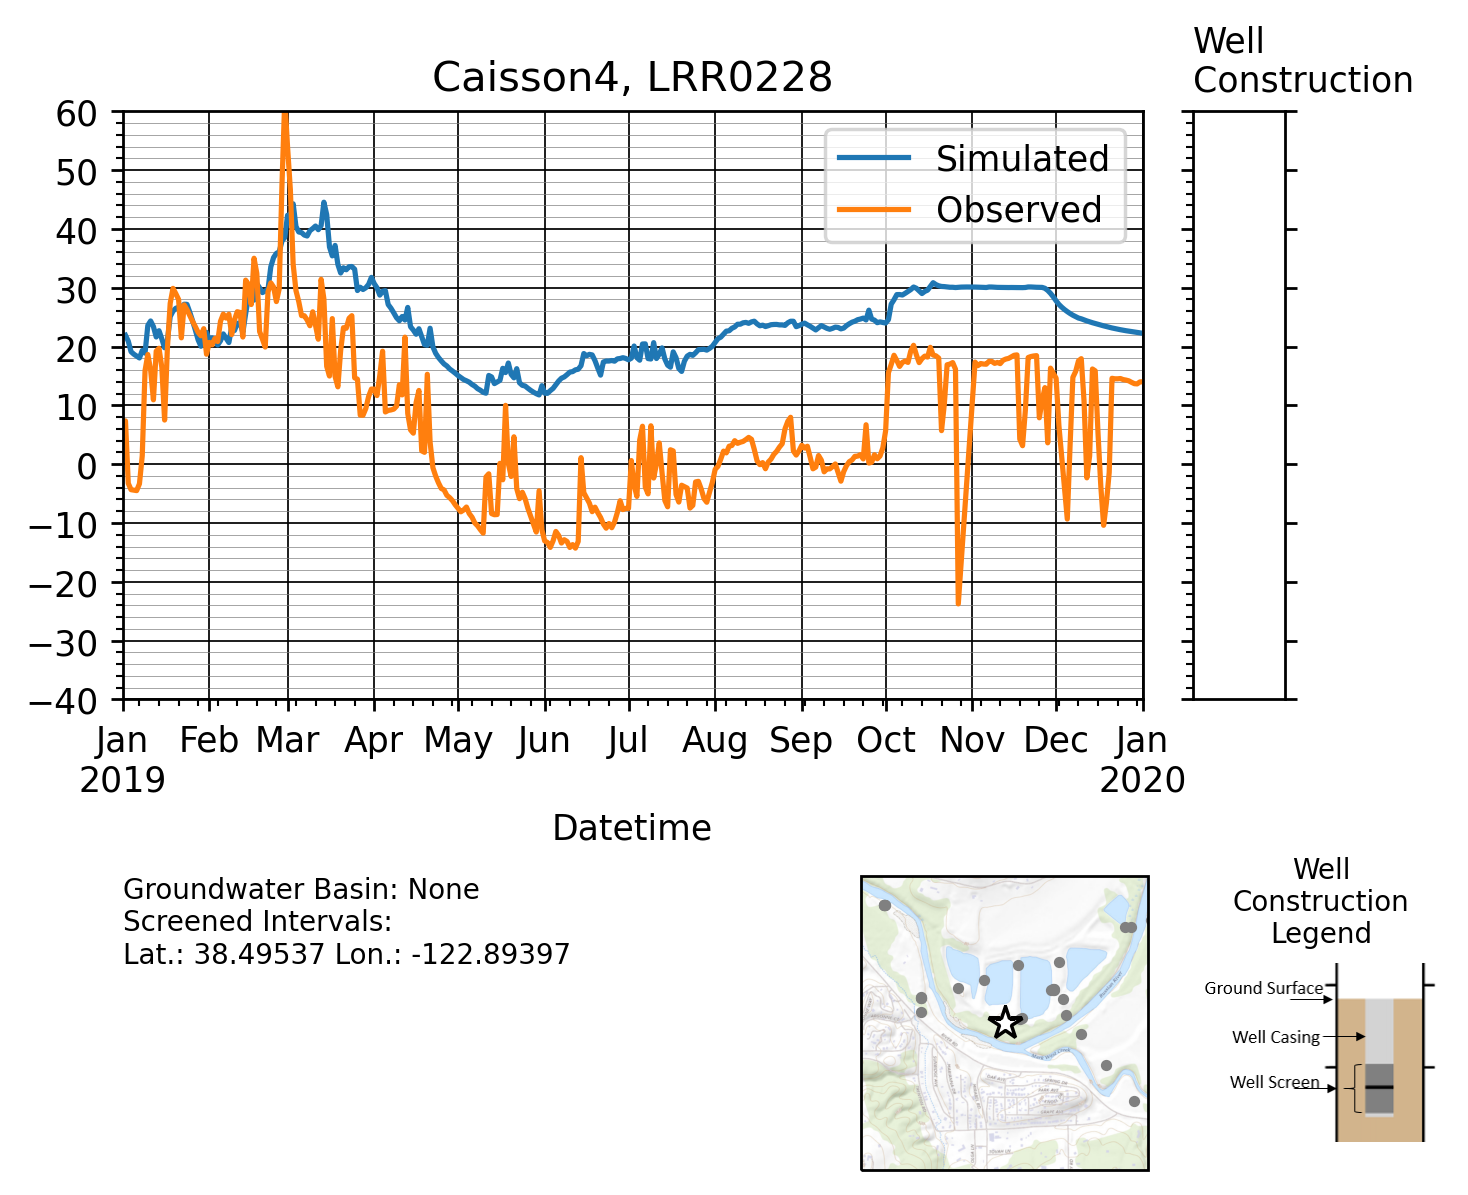 Well
Construction
Caisson4, LRR0228
60
50
40
30
20
10
0
−10
−20
−30
−40
Simulated
Observed
Jan Feb Mar Apr May Jun Jul Aug Sep Oct Nov Dec Jan
2019 2020
Datetime
Groundwater Basin: None
Screened Intervals:
Lat.: 38.49537 Lon.: -122.89397
Well
Construction
Legend
Ground Surface
Well Casing
Well Screen